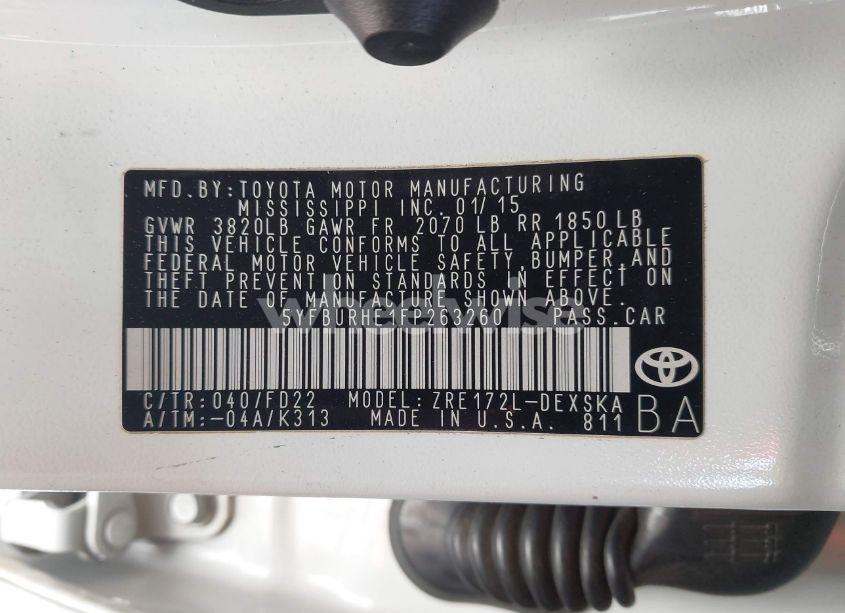 MFD. BY: TOYOTA MOTOR MANUFACTURING
MISSISSIPPI INC. 01/15
GVWR 3820LB GAWR FR 2070 LB RR 1850 LB
THIS VEHICLE CONFORMS TO ALL APPLICABLE
FEDERAL MOTOR VEHICLE SAFETY, BUMPER, AND
THEFT PREVENTION STANDARDS IN EFFECT ON
THE DATE OF MANUFACTURE SHOWN ABOVE.
PASS. CAR
C/TR: 040/FD22 MODEL: ZRE172L-DEXSKA
A/TM: -04A/K313 MADE IN U.S.A. 811
BA